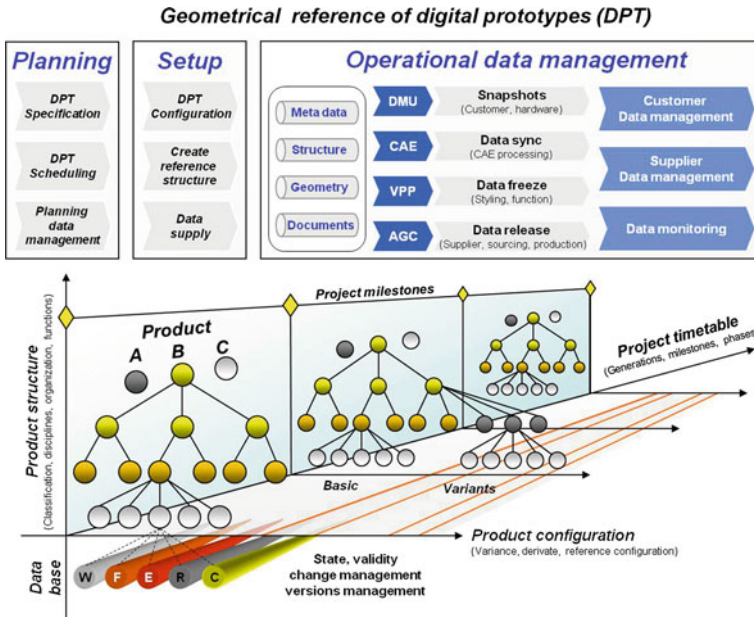 Geometrical reference of digital prototypes (DPT)
Planning
DPT
Specification
DPT
Scheduling
Planning
data
management
Setup
DPT
Configuration
Create
reference
structure
Data
supply
Operational data management
Meta data
Structure
Geometry
Documents
DMU
CAE
VPP
AGC
Snapshots
(Customer, hardware)
Data sync
(CAE processing)
Data freeze
(Styling, function)
Data release
(Supplier, sourcing, production)
Customer
Data management
Supplier
Data management
Data monitoring
Project milestones
Product
A B C
Product structure
(Classification, disciplines, organization, functions)
Project timetable
(Generations, milestones, phases)
Basic
Variants
Product configuration
(Variance, derivate, reference configuration)
Data
base
W F E R C
State, validity
change management
versions management